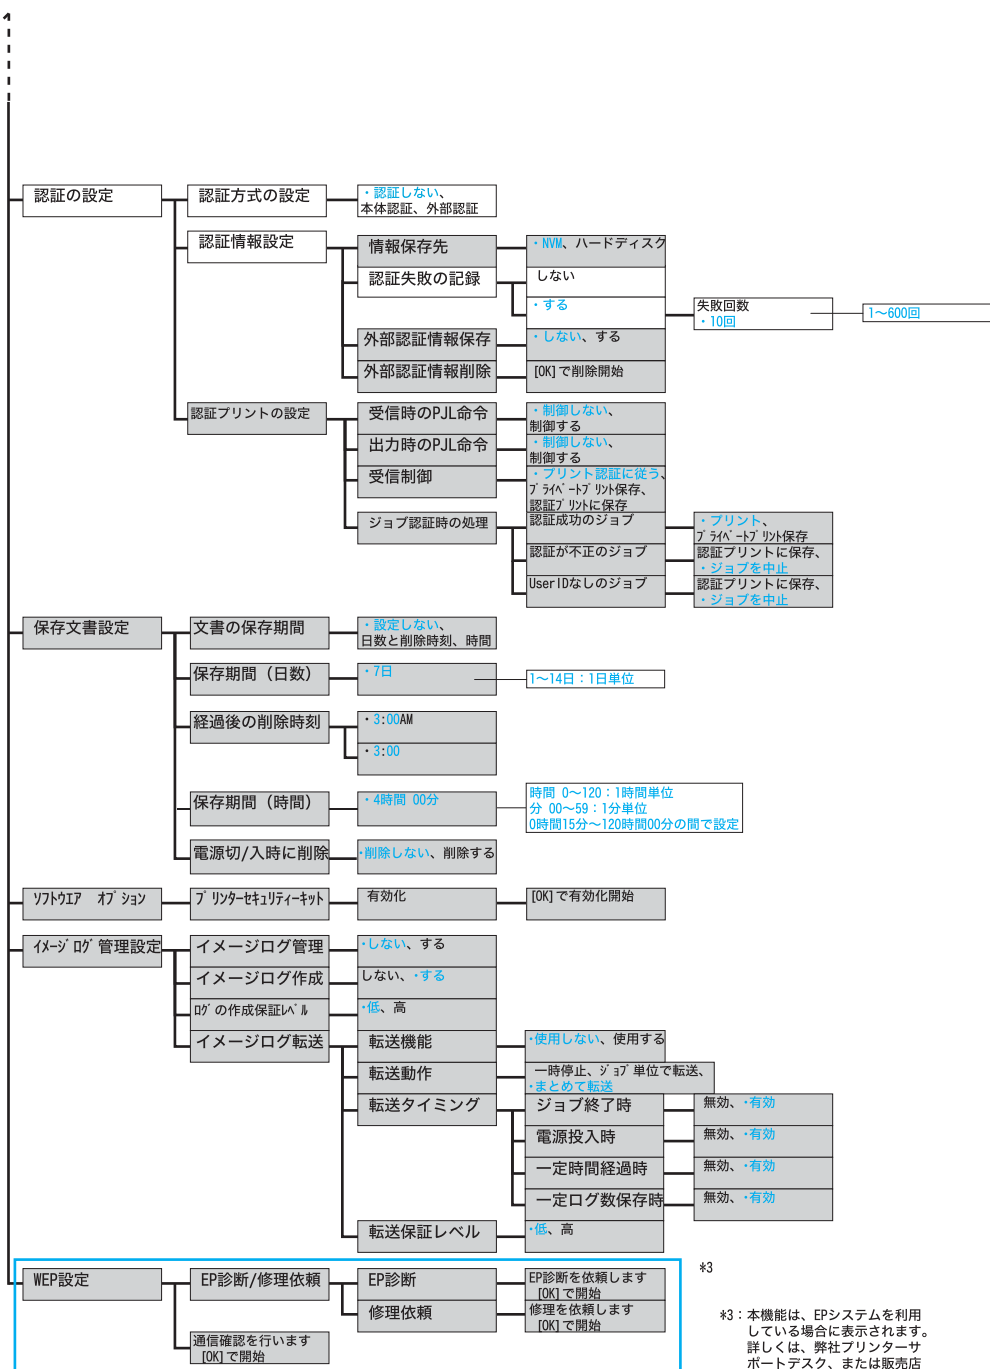 1
認証の設定
認証方式の設定
・認証しない、
本体認証、外部認証
認証情報設定
情報保存先
・NVM、ハードディスク
認証失敗の記録
しない
・する
失敗回数
・10回
1〜600回
外部認証情報保存
・しない、する
外部認証情報削除
[OK]で削除開始
認証プリントの設定
受信時のPJL命令
・制御しない、
制御する
出力時のPJL命令
・制御しない、
制御する
受信制御
・プリント認証に従う、
プライベートプリント保存、
認証プリントに保存
ジョブ認証時の処理
認証成功のジョブ
・プリント、
プライベートプリント保存
認証が不正のジョブ
認証プリントに保存、
・ジョブを中止
UserIDなしのジョブ
認証プリントに保存、
・ジョブを中止
保存文書設定
文書の保存期間
・設定しない、
日数と削除時刻、時間
保存期間（日数）
・7日
1〜14日：1日単位
経過後の削除時刻
・3:00AM
・3:00
保存期間（時間）
・4時間 00分
時間 0〜120：1時間単位
分 00〜59：1分単位
0時間15分〜120時間00分の間で設定
電源切/入時に削除
・削除しない、削除する
ソフトウエア オプション
プリンターセキュリティーキット
有効化
[OK]で有効化開始
イメージログ管理設定
イメージログ管理
・しない、する
イメージログ作成
しない、・する
ログの作成保証レベル
・低、高
イメージログ転送
転送機能
・使用しない、使用する
転送動作
一時停止、ジョブ単位で転送、
・まとめて転送
転送タイミング
ジョブ終了時
無効、・有効
電源投入時
無効、・有効
一定時間経過時
無効、・有効
一定ログ数保存時
無効、・有効
転送保証レベル
・低、高
*3
WEP設定
EP診断/修理依頼
EP診断
EP診断を依頼します
[OK]で開始
修理依頼
修理を依頼します
[OK]で開始
通信確認を行います
[OK]で開始
*3：本機能は、EPシステムを利用
している場合に表示されます。
詳しくは、弊社プリンターサ
ポートデスク、または販売店